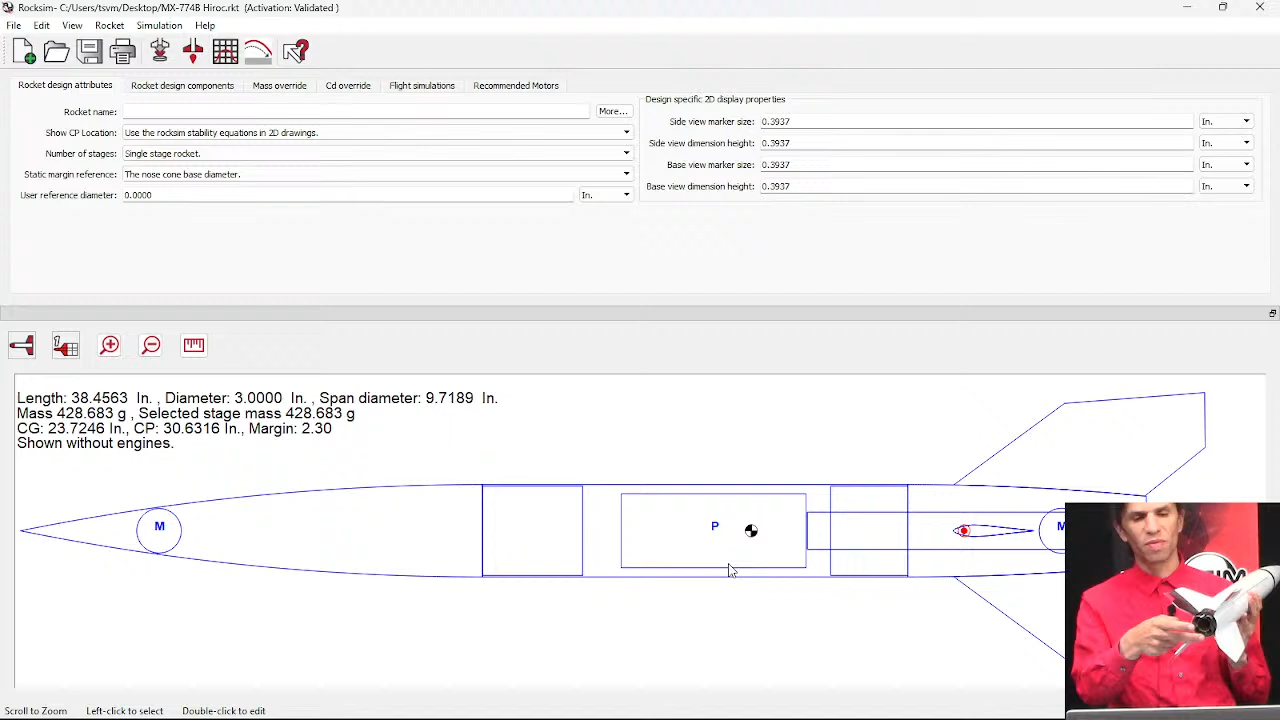 Rocksim- C:/Users/tsvm/Desktop/MX-774B Hiroc.rkt (Activation: Validated )
File Edit View Rocket Simulation Help
Rocket design attributes Rocket design components Mass override Cd override Flight simulations Recommended Motors
Rocket name: More...
Show CP Location: Use the rocksim stability equations in 2D drawings.
Number of stages: Single stage rocket.
Static margin reference: The nose cone base diameter.
User reference diameter: 0.0000 In.
Design specific 2D display properties
Side view marker size: 0.3937 In.
Side view dimension height: 0.3937 In.
Base view marker size: 0.3937 In.
Base view dimension height: 0.3937 In.
Length: 38.4563 In. , Diameter: 3.0000 In. , Span diameter: 9.7189 In.
Mass 428.683 g , Selected stage mass 428.683 g
CG: 23.7246 In., CP: 30.6316 In., Margin: 2.30
Shown without engines.
M P M
Scroll to Zoom Left-click to select Double-click to edit